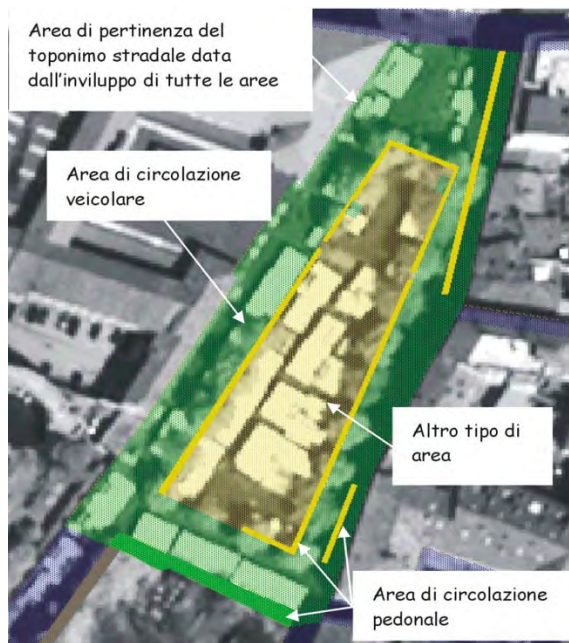 Area di pertinenza del
toponimo stradale data
dall'inviluppo di tutte le aree
Area di circolazione
veicolare
Altro tipo di
area
Area di circolazione
pedonale